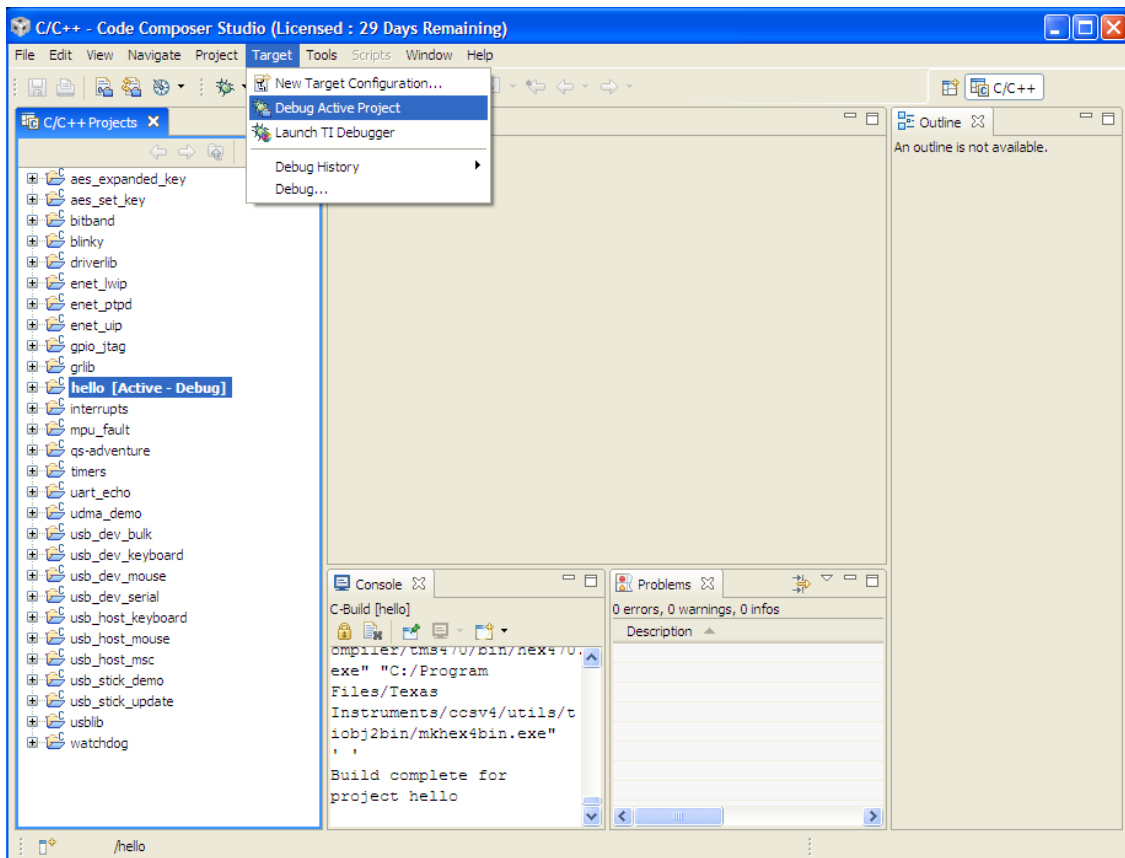 C/C++ - Code Composer Studio (Licensed : 29 Days Remaining)
File Edit View Navigate Project Target Tools Scripts Window Help
New Target Configuration...
Debug Active Project
Launch TI Debugger
Debug History
Debug...
C/C++
C/C++ Projects
Outline
An outline is not available.
aes_expanded_key
aes_set_key
bitband
blinky
driverlib
enet_lwip
enet_ptpd
enet_uip
gpio_jtag
grlib
hello [Active - Debug]
interrupts
mpu_fault
qs-adventure
timers
uart_echo
udma_demo
usb_dev_bulk
usb_dev_keyboard
usb_dev_mouse
usb_dev_serial
usb_host_keyboard
usb_host_mouse
usb_host_msc
usb_stick_demo
usb_stick_update
usblib
watchdog
Console
C-Build [hello]
ompiler/tms470/bin/hex470.
exe" "C:/Program
Files/Texas
Instruments/ccsv4/utils/t
iobj2bin/mkhex4bin.exe"
' '
Build complete for
project hello
Problems
0 errors, 0 warnings, 0 infos
Description
/hello